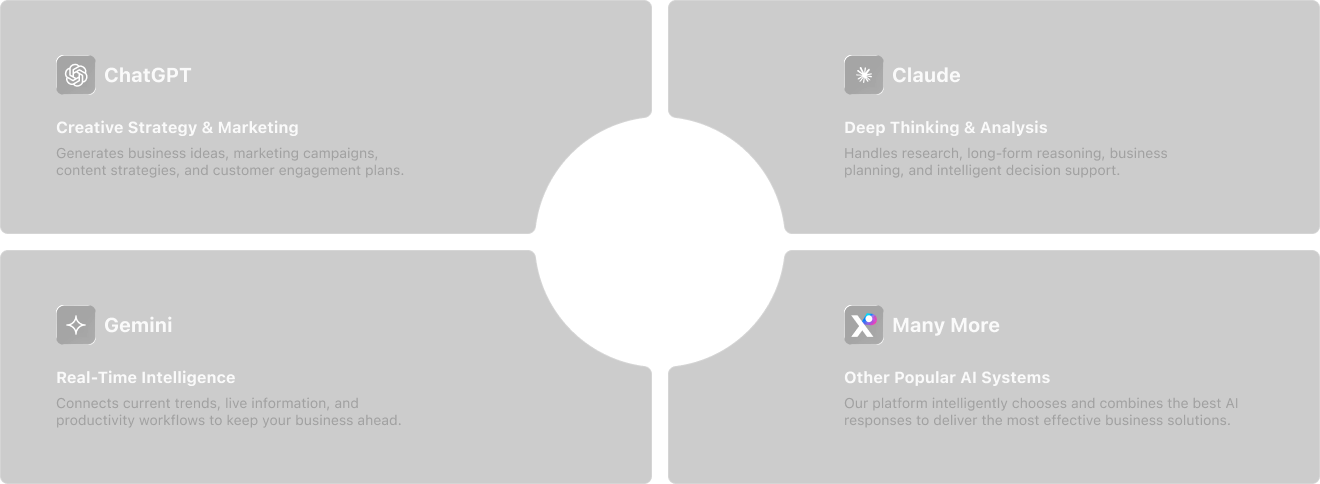 ChatGPT
Creative Strategy & Marketing
Generates business ideas, marketing campaigns,
content strategies, and customer engagement plans.
Claude
Deep Thinking & Analysis
Handles research, long-form reasoning, business
planning, and intelligent decision support.
Gemini
Real-Time Intelligence
Connects current trends, live information, and
productivity workflows to keep your business ahead.
Many More
Other Popular AI Systems
Our platform intelligently chooses and combines the best AI
responses to deliver the most effective business solutions.